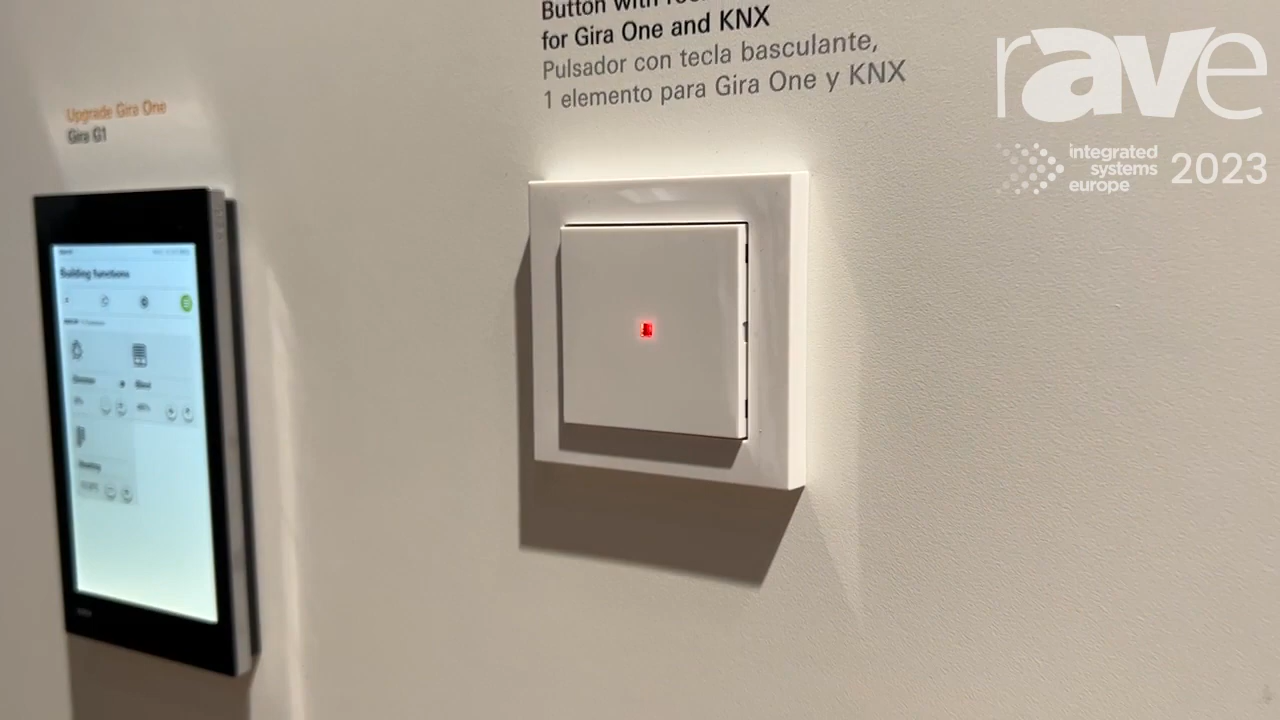 Button with
for Gira One and KNX
Pulsador con tecla basculante,
1 elemento para Gira One y KNX
Upgrade Gira One
Gira G1
Building functions
rAVe
integrated
systems
europe
2023